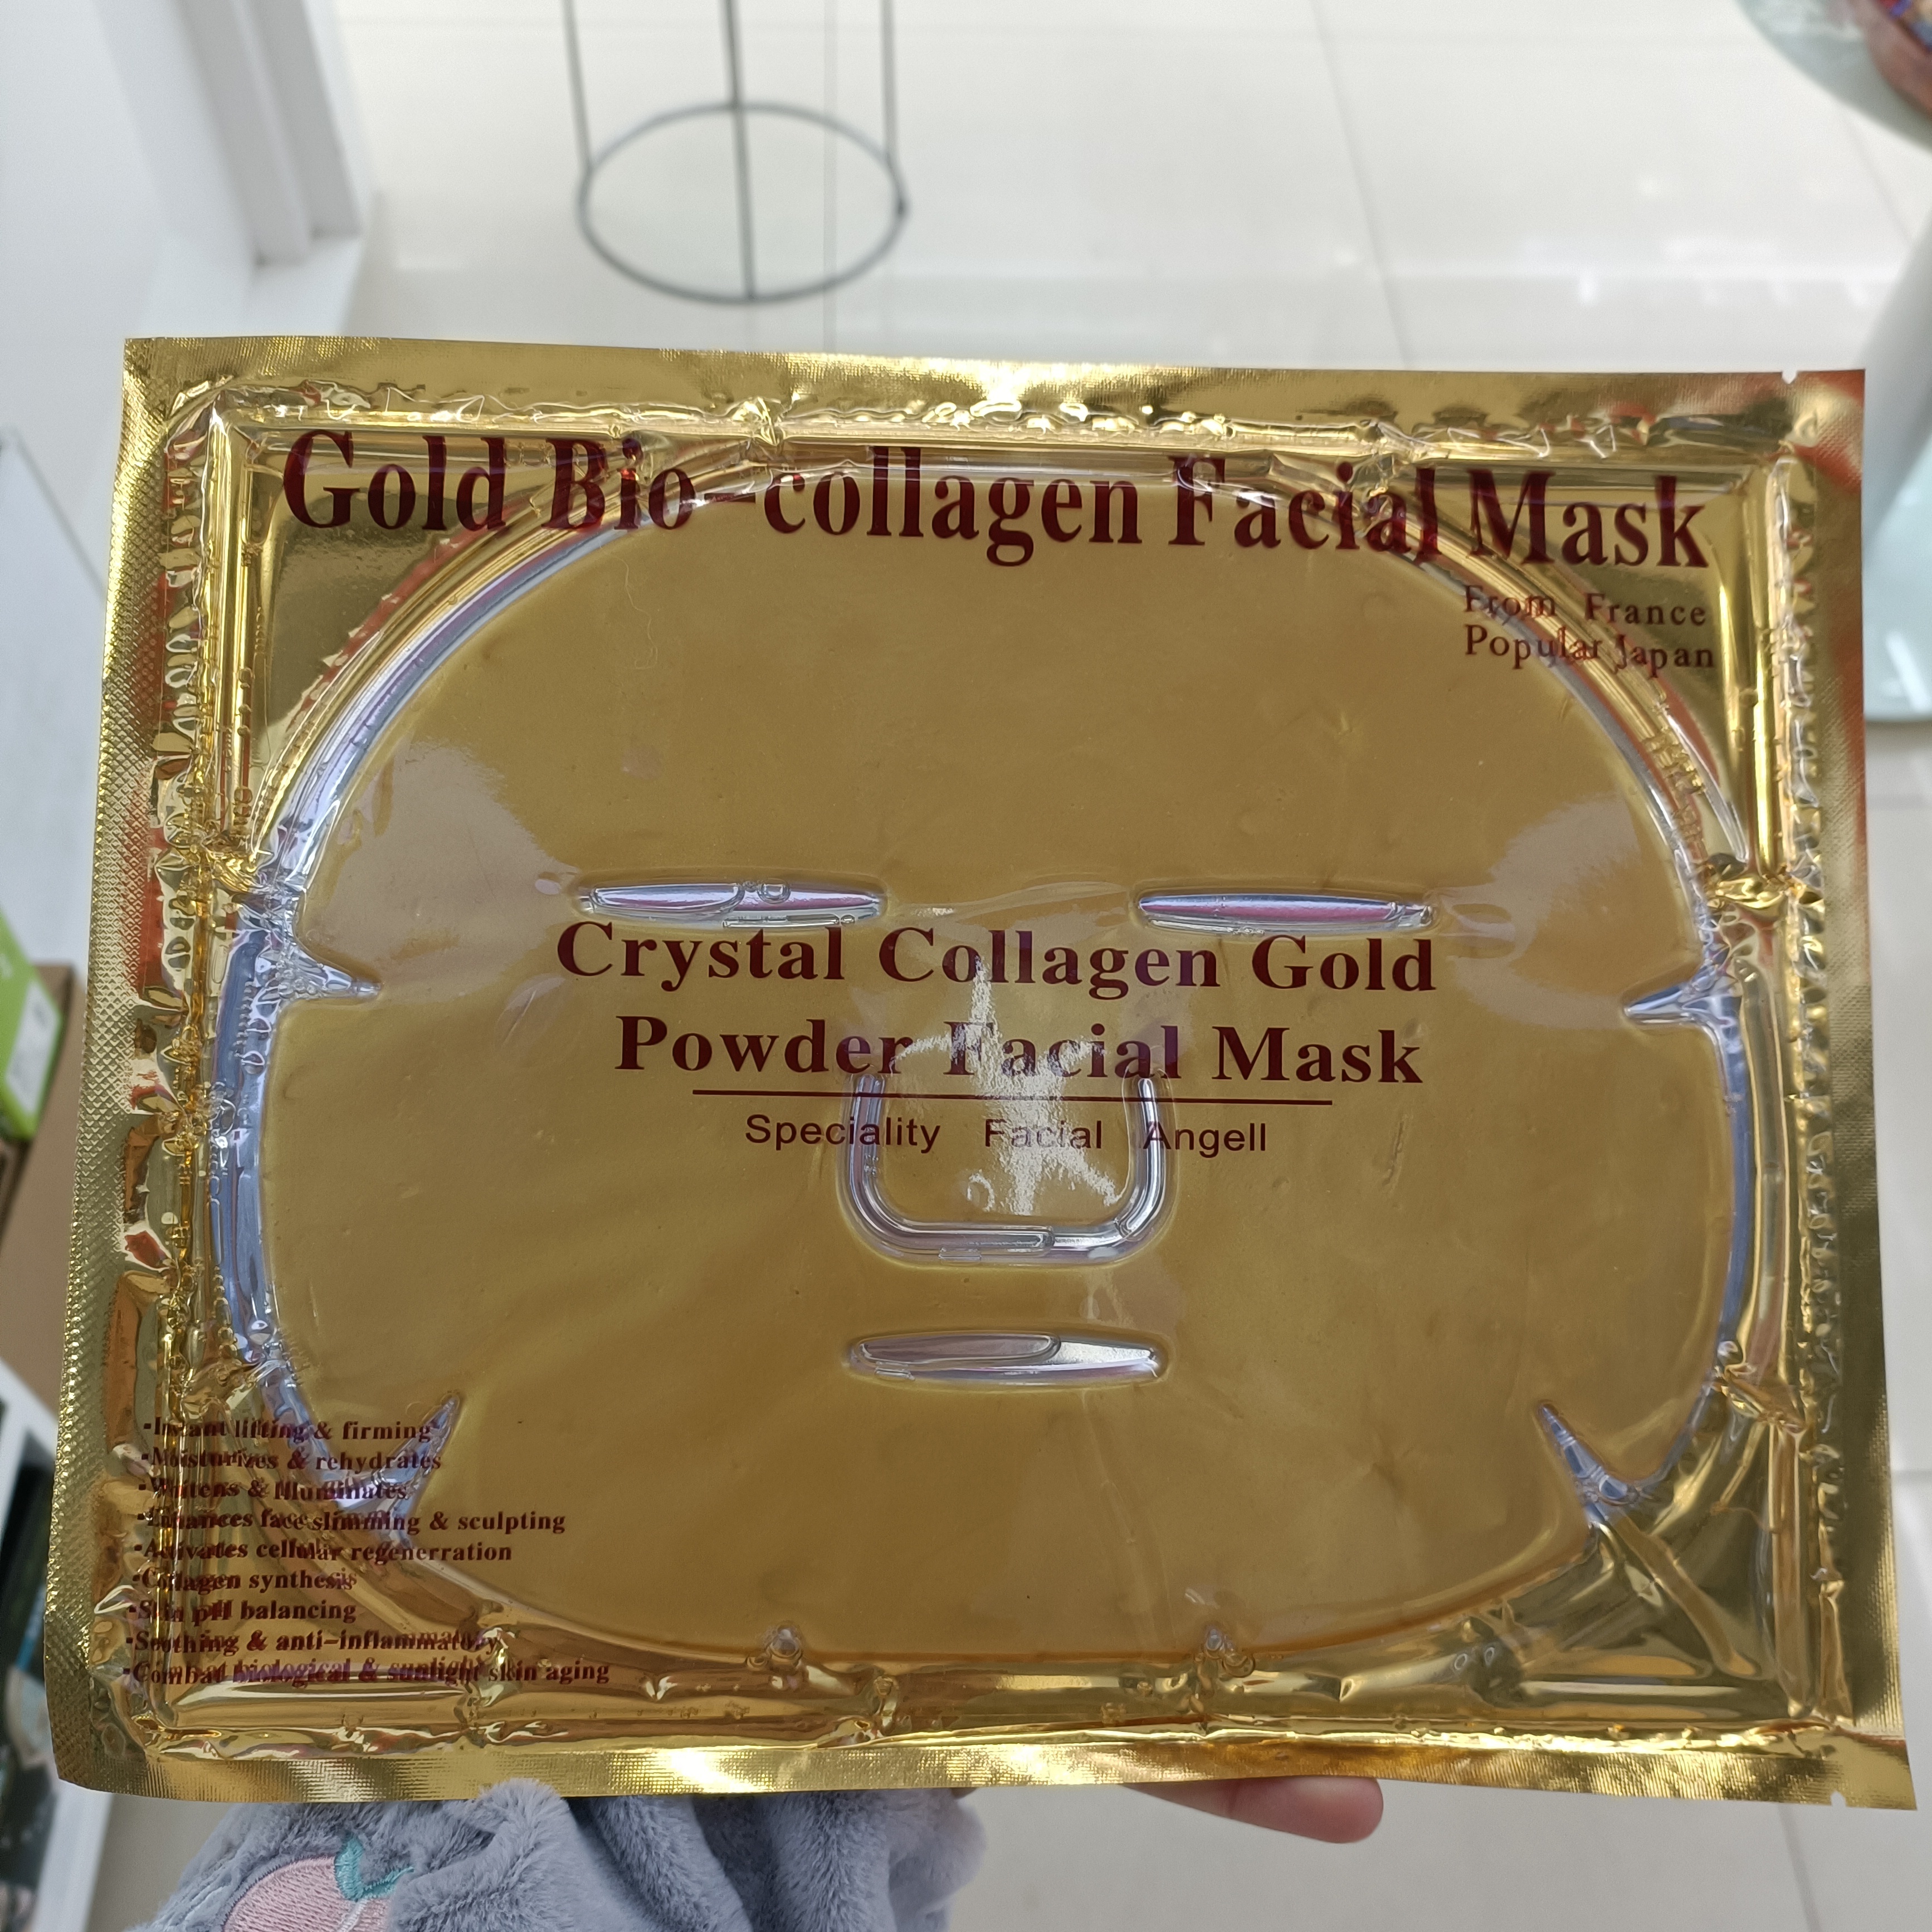 Gold Bio-collagen Facial Mask
From France
Popular Japan
Crystal Collagen Gold
Powder Facial Mask
Speciality Facial Angell
·Instant lifting & firming
·Moisturizes & rehydrates
·Whitens & Illuminates
·Enhances face slimming & sculpting
·Activates cellular regenerration
·Collagen synthesis
·Skin pH balancing
·Soothing & anti-inflammatory
·Combat biological & sunlight skin aging